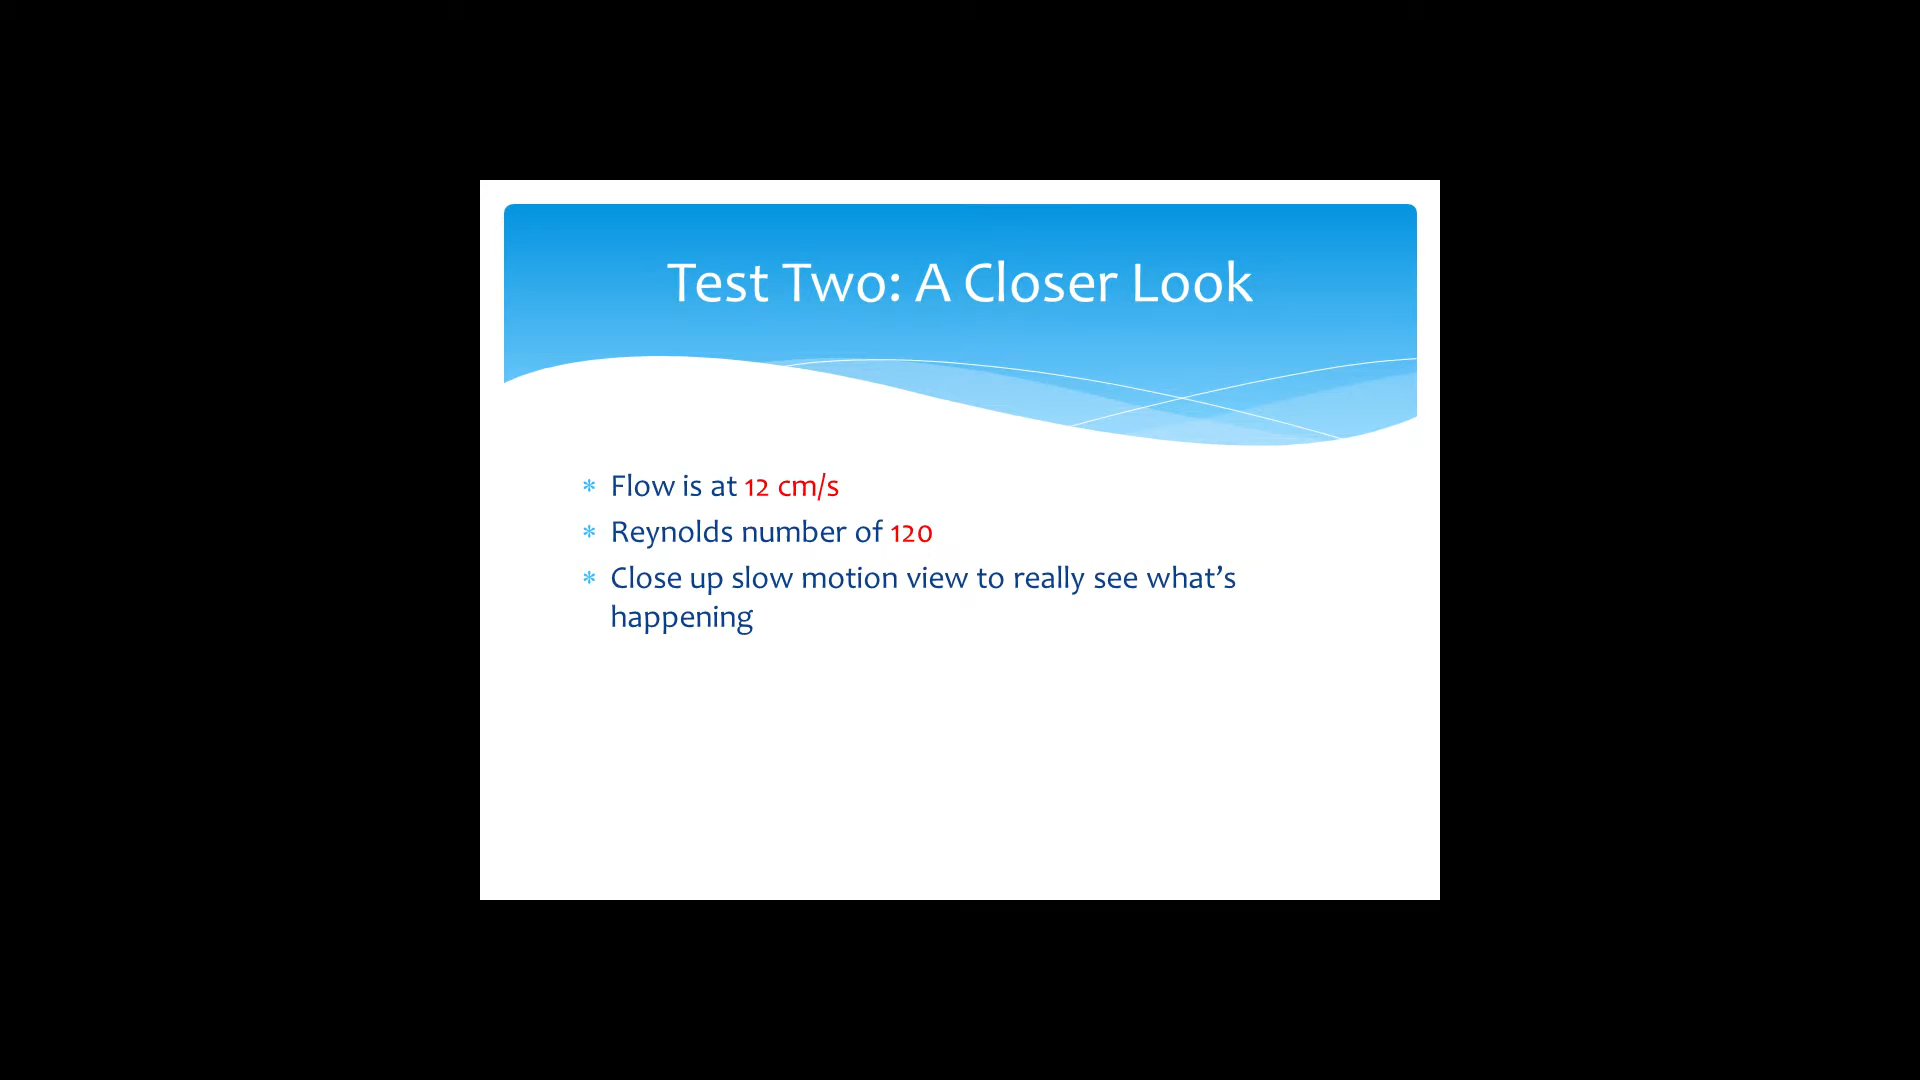 Test Two: A Closer Look
* Flow is at 12 cm/s
* Reynolds number of 120
* Close up slow motion view to really see what’s
happening